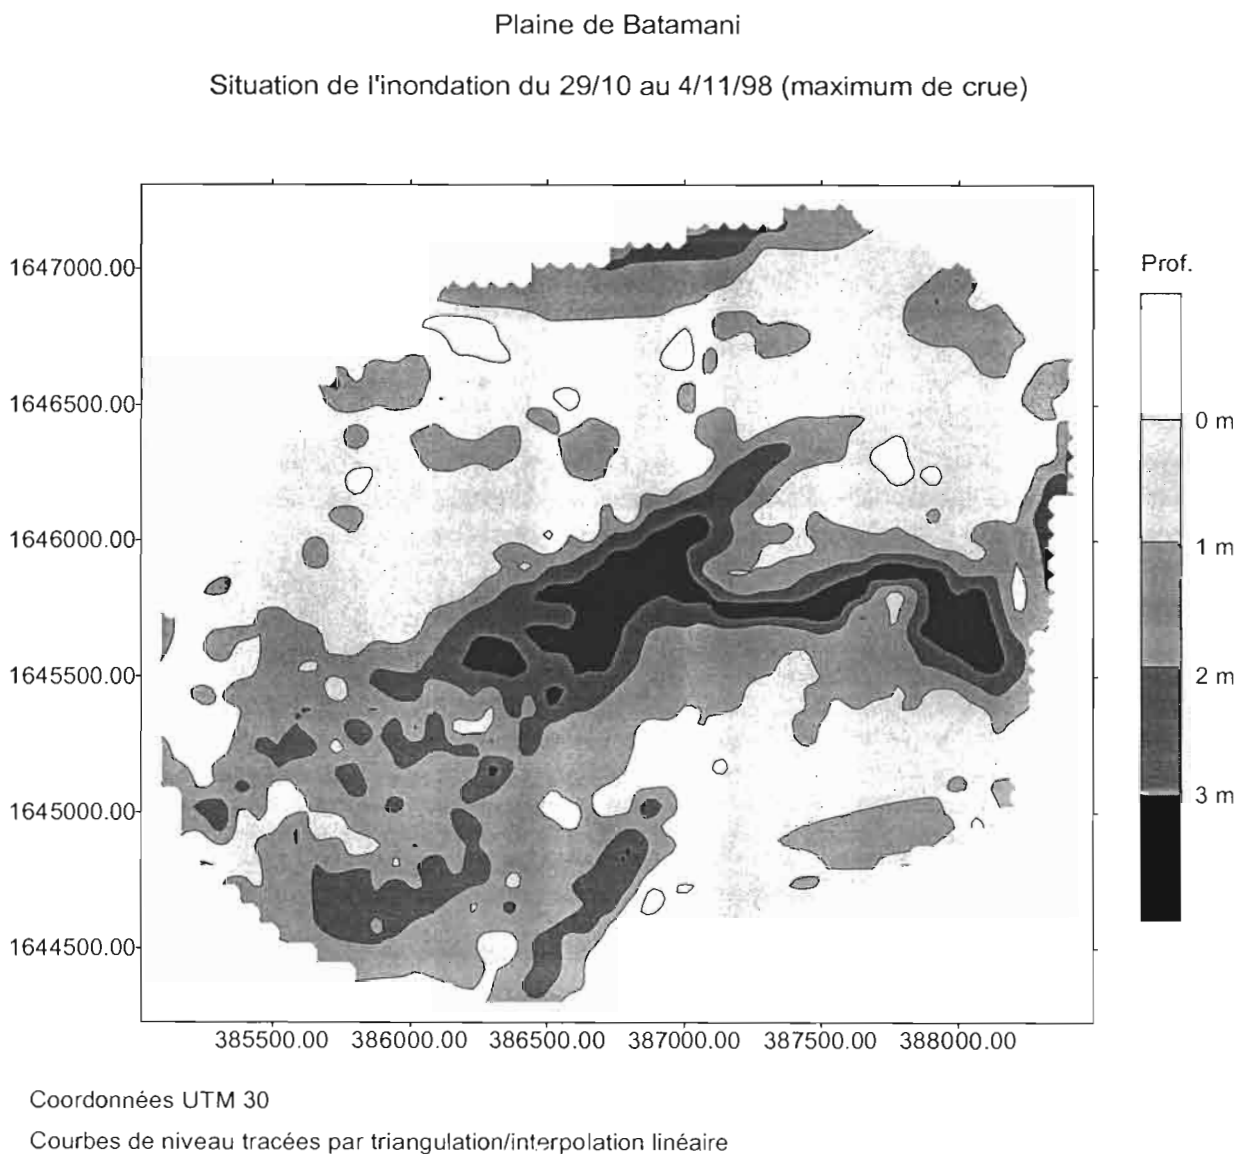 Plaine de Batamani
Situation de l'inondation du 29/10 au 4/11/98 (maximum de crue)
Prof.
0 m
1 m
2 m
3 m
1647000.00
1646500.00
1646000.00
1645500.00
1645000.00
1644500.00
385500.00 386000.00 386500.00 387000.00 387500.00 388000.00
Coordonnées UTM 30
Courbes de niveau tracées par triangulation/interpolation linéaire